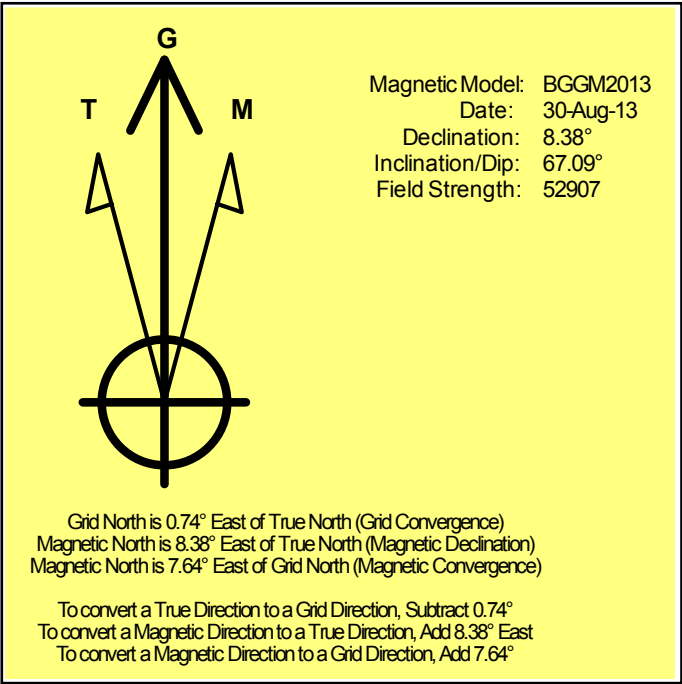 G
T M
Magnetic Model: BGGM2013
Date: 30-Aug-13
Declination: 8.38°
Inclination/Dip: 67.09°
Field Strength: 52907
Grid North is 0.74° East of True North (Grid Convergence)
Magnetic North is 8.38° East of True North (Magnetic Declination)
Magnetic North is 7.64° East of Grid North (Magnetic Convergence)
To convert a True Direction to a Grid Direction, Subtract 0.74°
To convert a Magnetic Direction to a True Direction, Add 8.38° East
To convert a Magnetic Direction to a Grid Direction, Add 7.64°